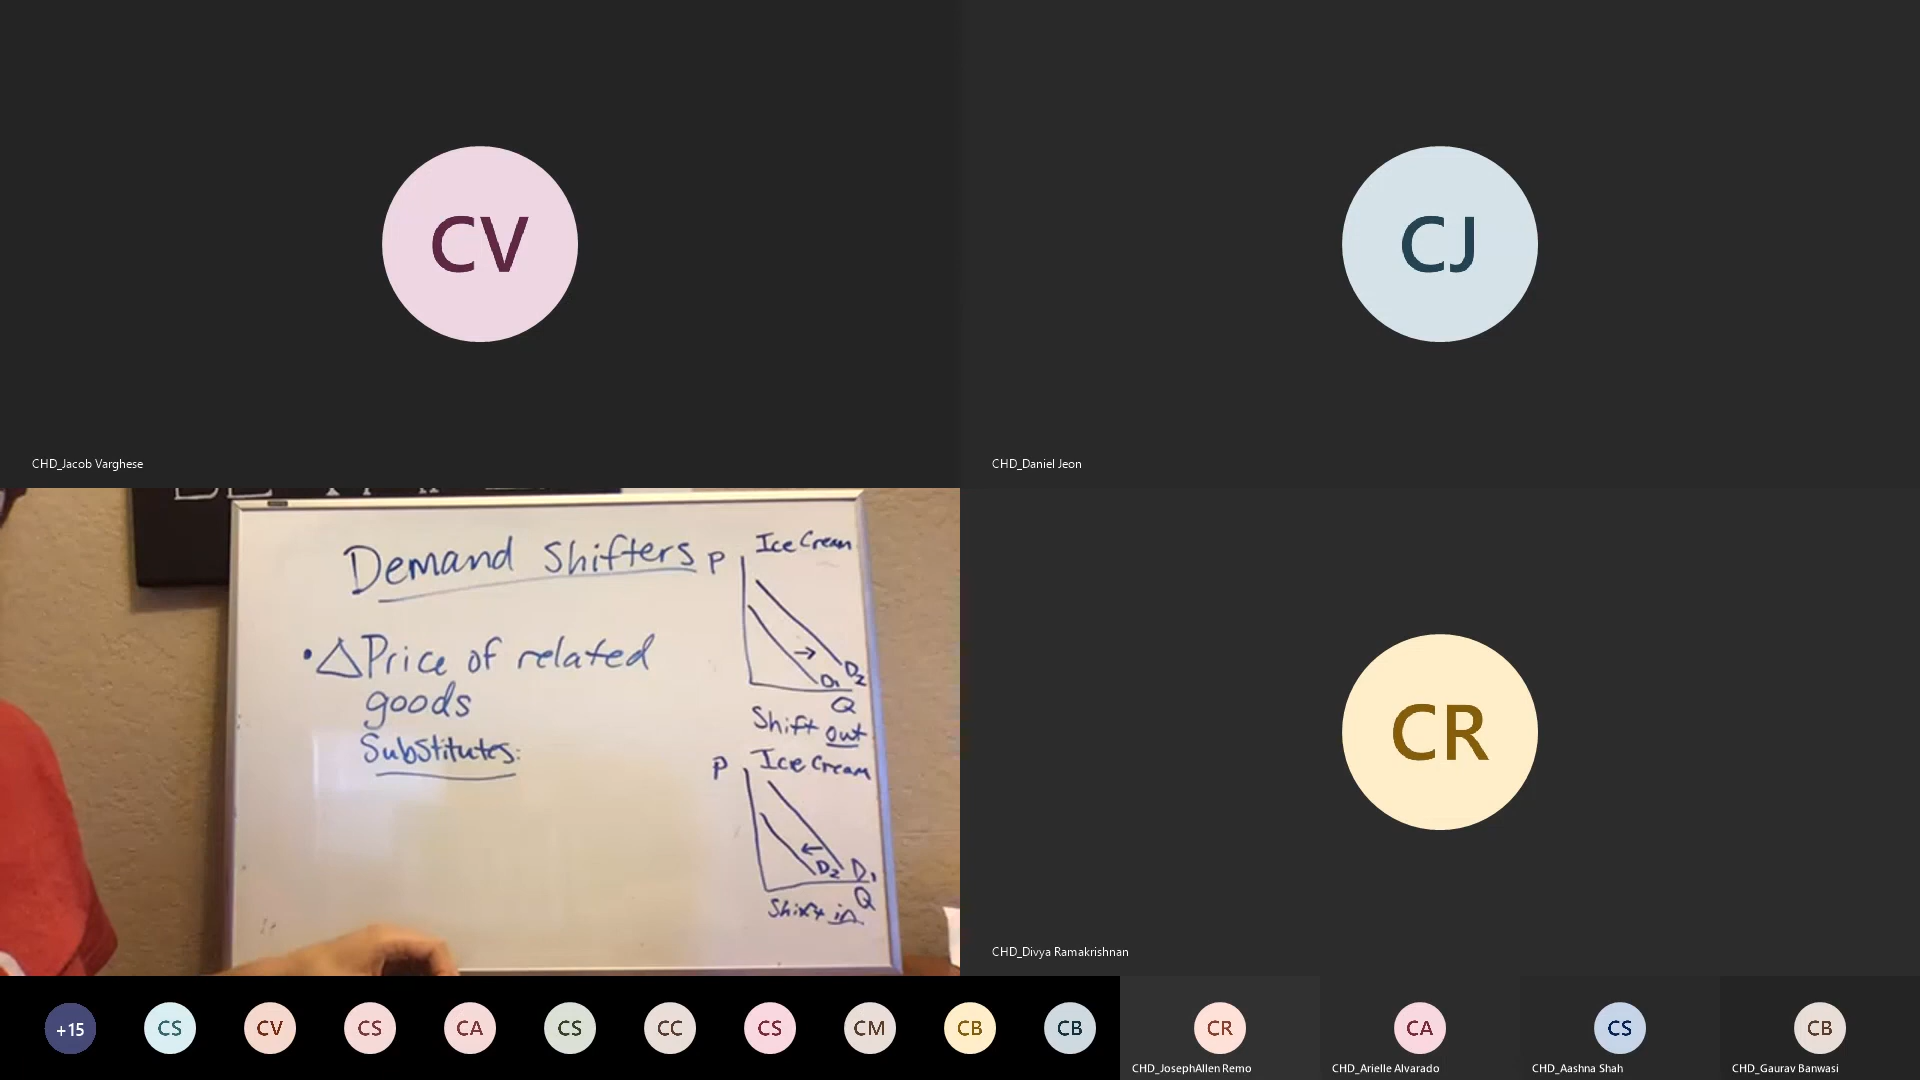 CV
CHD_Jacob Varghese
CJ
CHD_Daniel Jeon
Demand Shifters
• △Price of related
goods
Substitutes:
Ice Cream
P
D1
D2
Q
Shift out
Ice Cream
P
D2
D1
Q
Shift in
CR
CHD_Divya Ramakrishnan
+15
CS
CV
CS
CA
CS
CC
CS
CM
CB
CB
CR
CHD_JosephAllen Remo
CA
CHD_Arielle Alvarado
CS
CHD_Aashna Shah
CB
CHD_Gaurav Banwasi